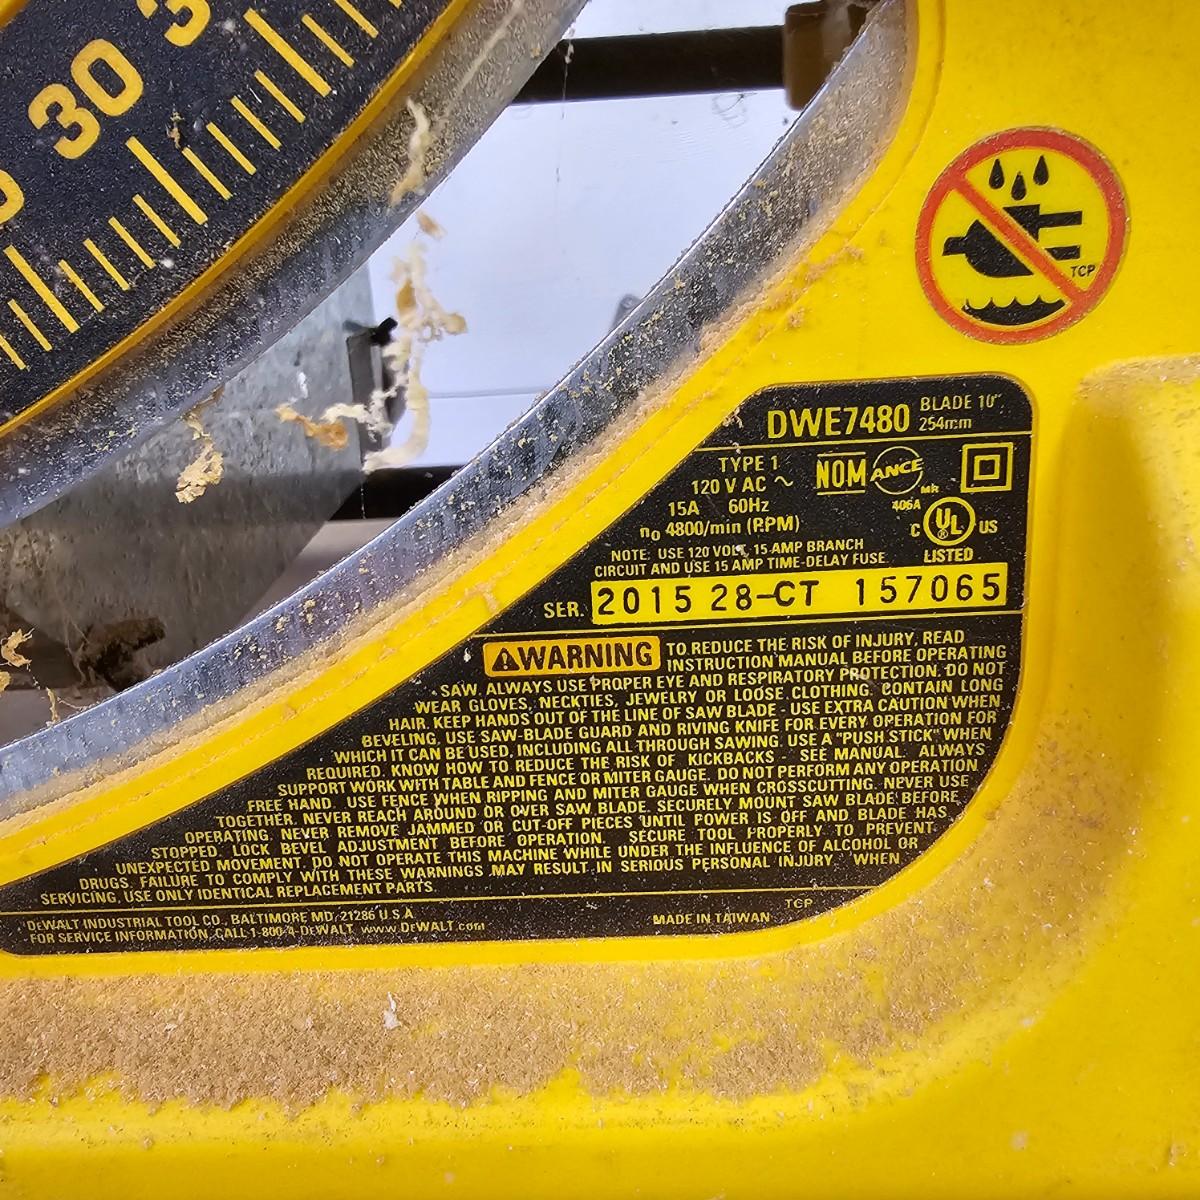 30
3
TCP
DWE7480 BLADE 10"
254mm
TYPE 1
120 V AC ~
15A 60Hz
n₀ 4800/min (RPM)
NOM ANCE MR
406A
C UL ® US
LISTED
NOTE: USE 120 VOLT, 15 AMP BRANCH
CIRCUIT AND USE 15 AMP TIME-DELAY FUSE.
SER. 2015 28-CT 157065
⚠WARNING TO REDUCE THE RISK OF INJURY, READ
INSTRUCTION MANUAL BEFORE OPERATING
SAW. ALWAYS USE PROPER EYE AND RESPIRATORY PROTECTION. DO NOT
WEAR GLOVES, NECKTIES, JEWELRY OR LOOSE CLOTHING. CONTAIN LONG
HAIR. KEEP HANDS OUT OF THE LINE OF SAW BLADE - USE EXTRA CAUTION WHEN
BEVELING. USE SAW-BLADE GUARD AND RIVING KNIFE FOR EVERY OPERATION FOR
WHICH IT CAN BE USED, INCLUDING ALL THROUGH SAWING. USE A "PUSH STICK" WHEN
REQUIRED. KNOW HOW TO REDUCE THE RISK OF KICKBACKS - SEE MANUAL. ALWAYS
SUPPORT WORK WITH TABLE AND FENCE OR MITER GAUGE. DO NOT PERFORM ANY OPERATION
FREE HAND. USE FENCE WHEN RIPPING AND MITER GAUGE WHEN CROSSCUTTING. NEVER USE
TOGETHER. NEVER REACH AROUND OR OVER SAW BLADE. SECURELY MOUNT SAW BLADE BEFORE
OPERATING. NEVER REMOVE JAMMED OR CUT-OFF PIECES UNTIL POWER IS OFF AND BLADE HAS
STOPPED. LOCK BEVEL ADJUSTMENT BEFORE OPERATION. SECURE TOOL PROPERLY TO PREVENT
UNEXPECTED MOVEMENT. DO NOT OPERATE THIS MACHINE WHILE UNDER THE INFLUENCE OF ALCOHOL OR
DRUGS. FAILURE TO COMPLY WITH THESE WARNINGS MAY RESULT IN SERIOUS PERSONAL INJURY. WHEN
SERVICING, USE ONLY IDENTICAL REPLACEMENT PARTS.
TCP
DEWALT INDUSTRIAL TOOL CO., BALTIMORE MD, 21286 U.S.A.
FOR SERVICE INFORMATION, CALL 1-800-4-DEWALT www.DEWALT.com
MADE IN TAIWAN